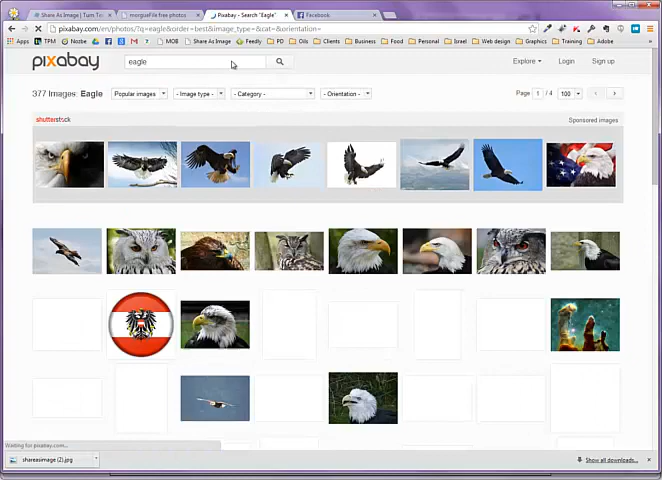 Share As Image | Turn Te
morgueFile free photos
Pixabay - Search "Eagle"
Facebook
pixabay.com/en/photos/?q=eagle&order=best&image_type=&cat=&orientation=
Apps TPM Nozbe MOB Share As Image PD Oils Clients Business Food Personal Israel Web design Graphics Training Adobe
pixabay
eagle
Explore Login Sign up
377 Images: Eagle Popular images - Image type - - Category - - Orientation - Page 1 / 4 100
shutterstock Sponsored images
Waiting for pixabay.com...
shareasimage (2).jpg Show all downloads...